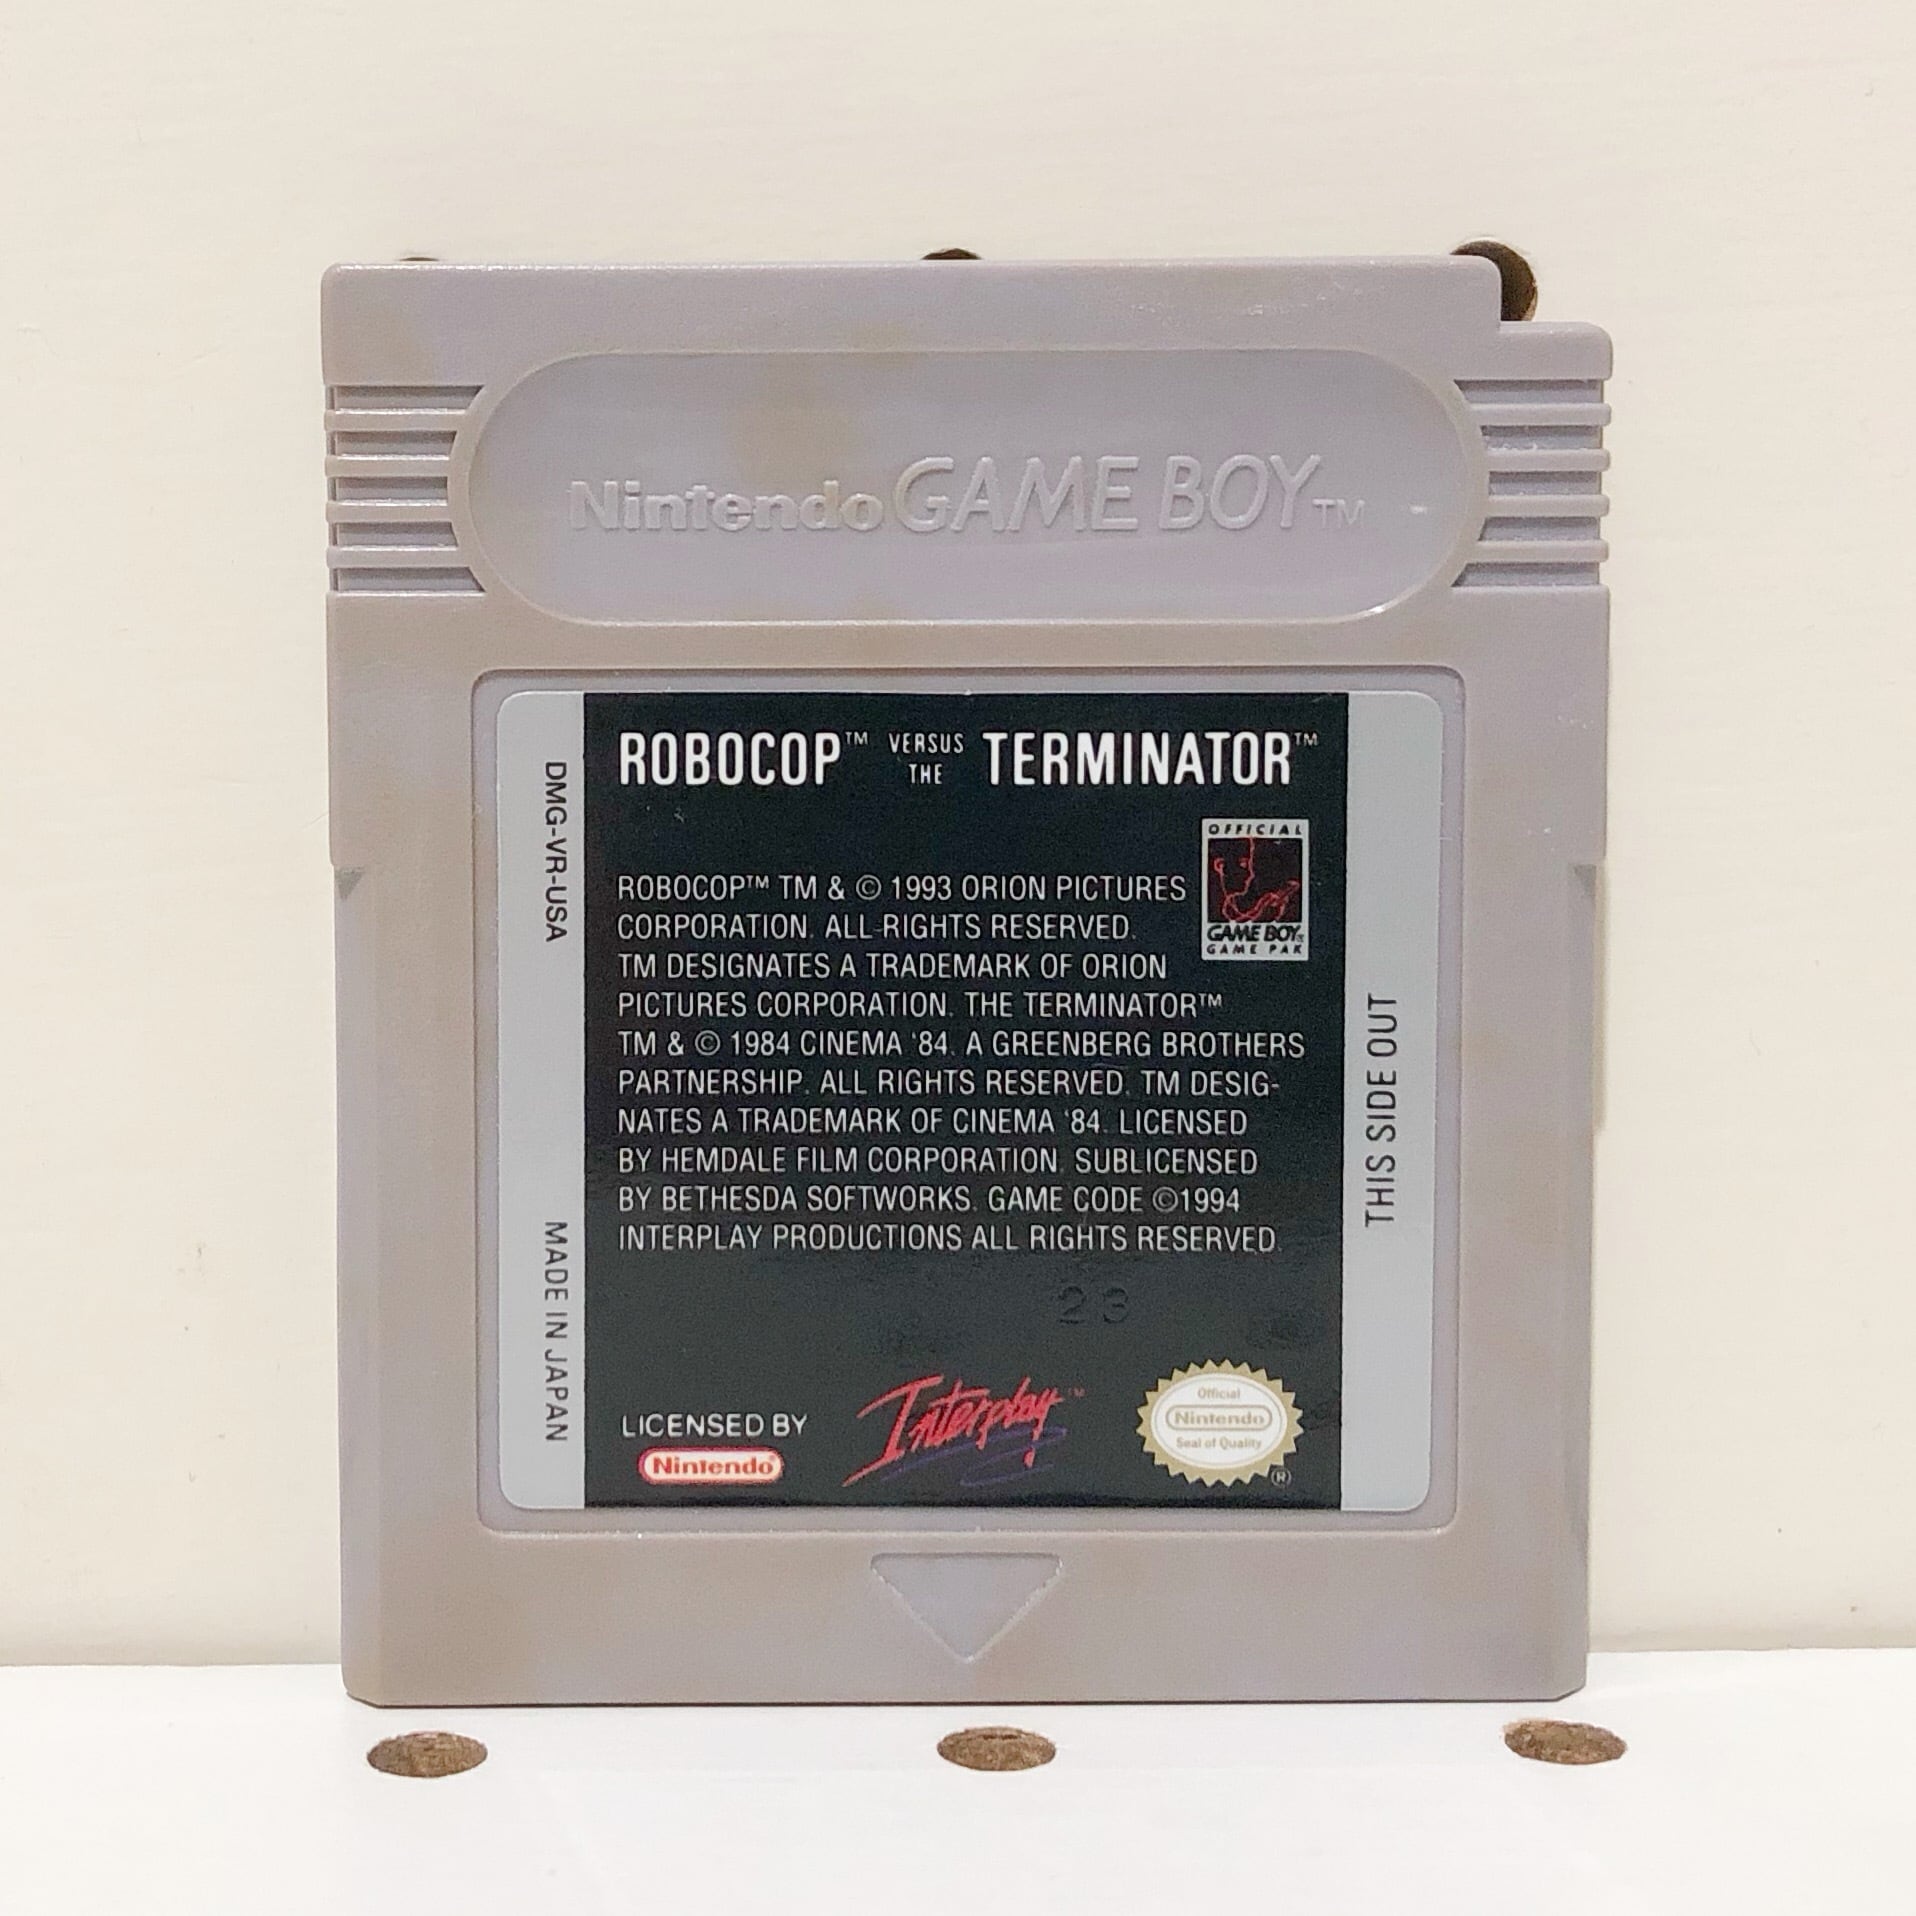 Nintendo GAME BOY TM
ROBOCOP™ VERSUS THE TERMINATOR™
DMG-VR-USA
OFFICIAL
GAME BOY®
GAME PAK
ROBOCOP™ TM & © 1993 ORION PICTURES
CORPORATION. ALL RIGHTS RESERVED.
TM DESIGNATES A TRADEMARK OF ORION
PICTURES CORPORATION. THE TERMINATOR™
TM & © 1984 CINEMA '84. A GREENBERG BROTHERS
PARTNERSHIP. ALL RIGHTS RESERVED. TM DESIG-
NATES A TRADEMARK OF CINEMA '84. LICENSED
BY HEMDALE FILM CORPORATION. SUBLICENSED
BY BETHESDA SOFTWORKS. GAME CODE ©1994
INTERPLAY PRODUCTIONS ALL RIGHTS RESERVED.
THIS SIDE OUT
23
MADE IN JAPAN
LICENSED BY
Nintendo®
Interplay™
Official
Nintendo
Seal of Quality
®